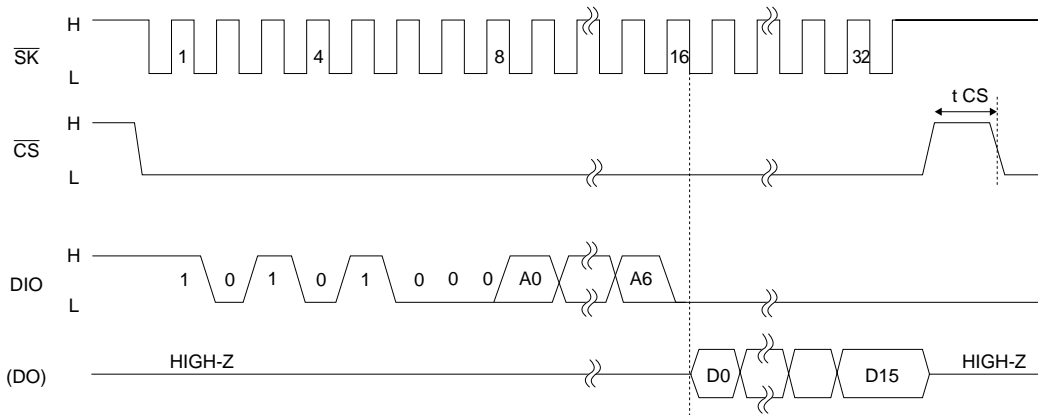 H
SK
L
1 4 8 16 32
t CS
H
CS
L
H
DIO
L
1 0 1 0 1 0 0 0 A0 A6
HIGH-Z
(DO)
D0 D15
HIGH-Z